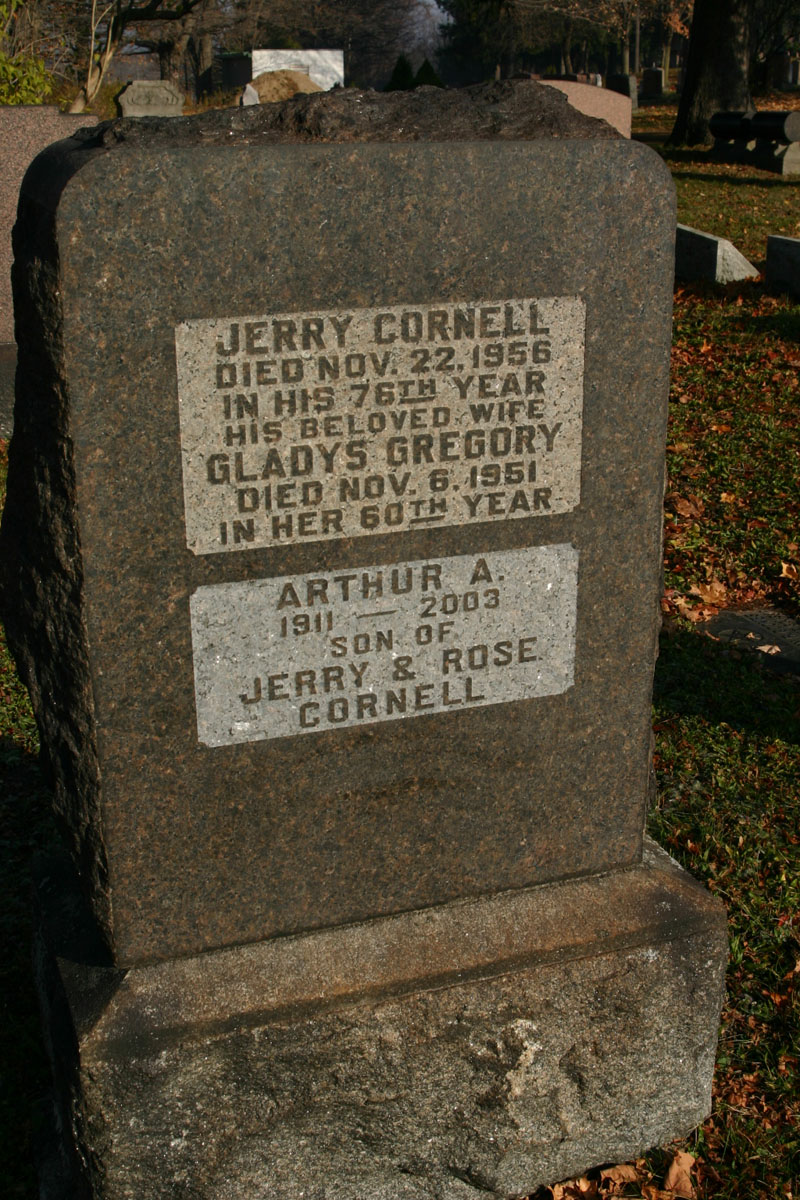 JERRY CORNELL
DIED NOV. 22, 1956
IN HIS 76TH YEAR
HIS BELOVED WIFE
GLADYS GREGORY
DIED NOV. 6, 1951
IN HER 60TH YEAR
ARTHUR A.
1911 — 2003
SON OF
JERRY & ROSE
CORNELL